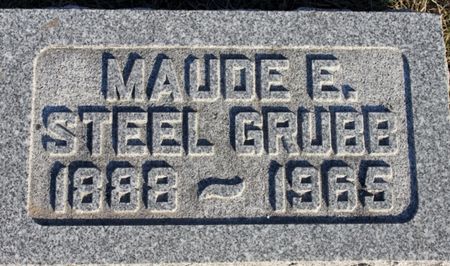 MAUDE E.
STEEL GRUBB
1888 ~ 1965